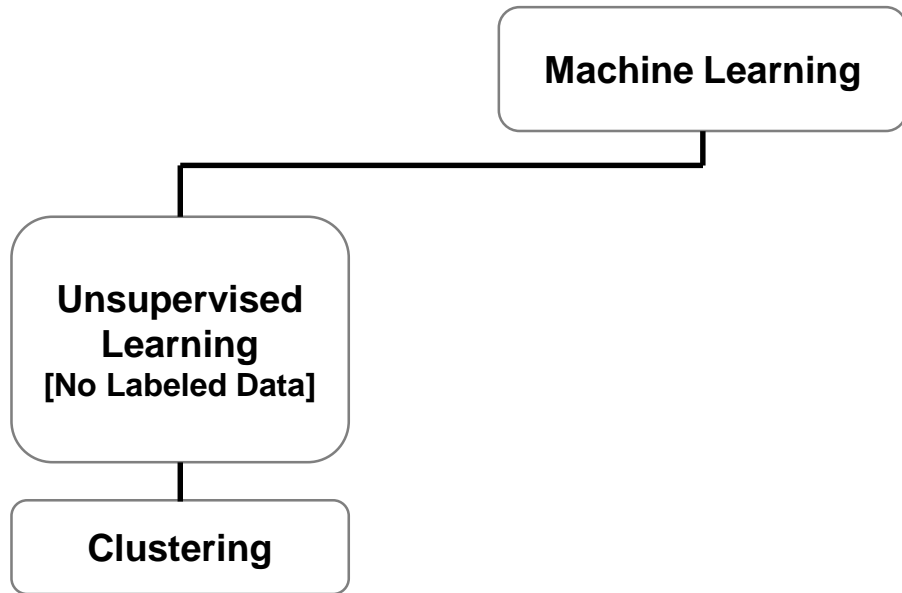 Machine Learning
Unsupervised
Learning
[No Labeled Data]
Clustering